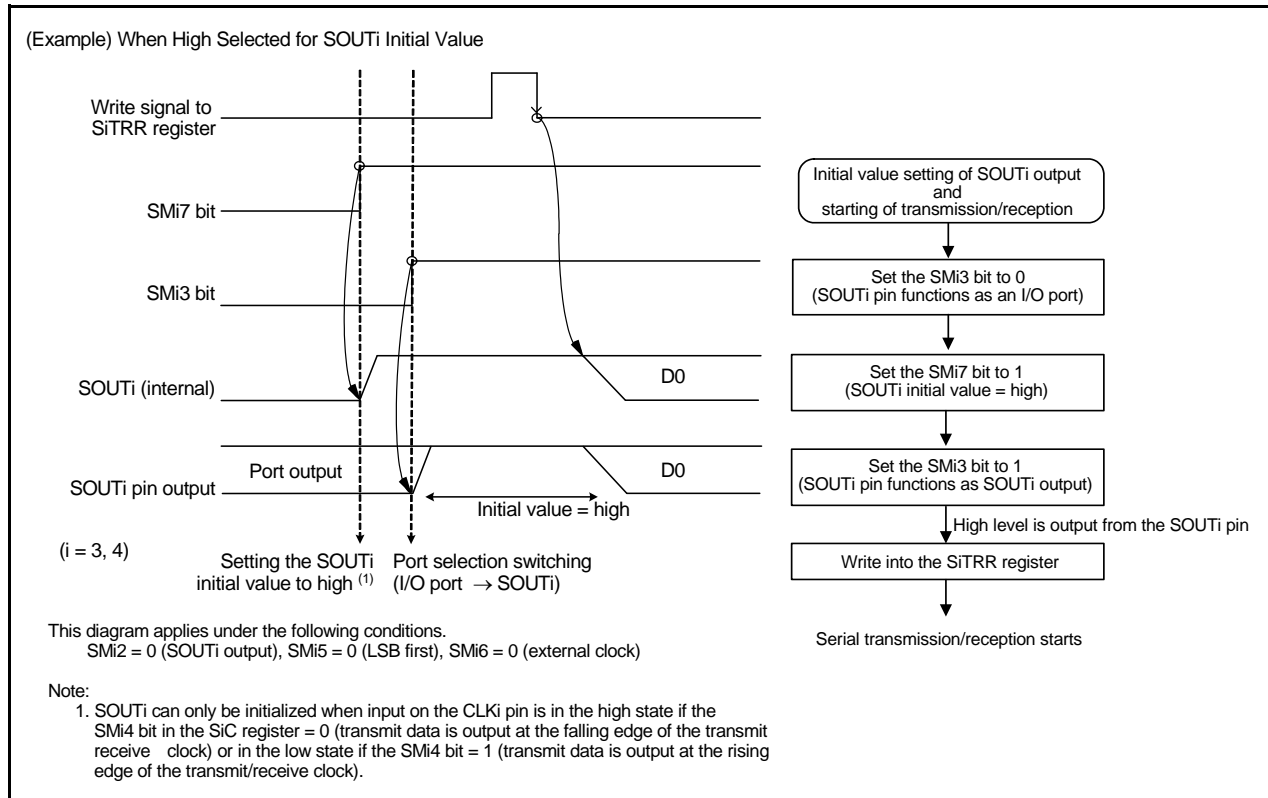 (Example) When High Selected for SOUTi Initial Value
Write signal to
SiTRR register
SMi7 bit
SMi3 bit
SOUTi (internal)
D0
SOUTi pin output
Port output
D0
Initial value = high
(i = 3, 4)
Setting the SOUTi
initial value to high (1)
Port selection switching
(I/O port → SOUTi)
Initial value setting of SOUTi output
and
starting of transmission/reception
Set the SMi3 bit to 0
(SOUTi pin functions as an I/O port)
Set the SMi7 bit to 1
(SOUTi initial value = high)
Set the SMi3 bit to 1
(SOUTi pin functions as SOUTi output)
High level is output from the SOUTi pin
Write into the SiTRR register
Serial transmission/reception starts
This diagram applies under the following conditions.
SMi2 = 0 (SOUTi output), SMi5 = 0 (LSB first), SMi6 = 0 (external clock)
Note:
1. SOUTi can only be initialized when input on the CLKi pin is in the high state if the
SMi4 bit in the SiC register = 0 (transmit data is output at the falling edge of the transmit
receive clock) or in the low state if the SMi4 bit = 1 (transmit data is output at the rising
edge of the transmit/receive clock).